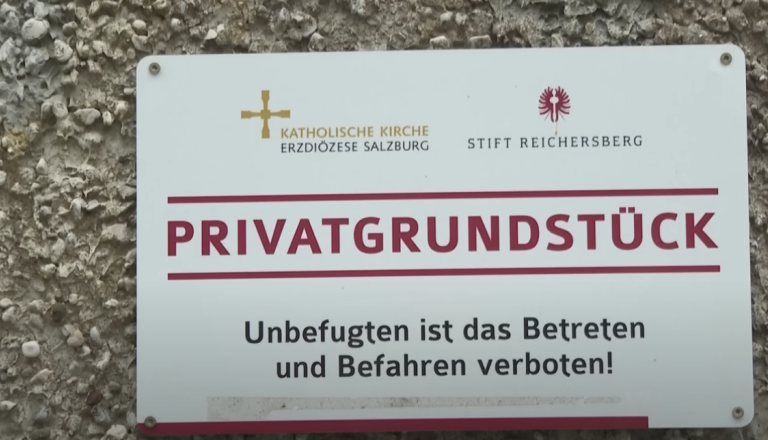 KATHOLISCHE KIRCHE
ERZDIÖZESE SALZBURG
STIFT REICHERSBERG
PRIVATGRUNDSTÜCK
Unbefugten ist das Betreten
und Befahren verboten!